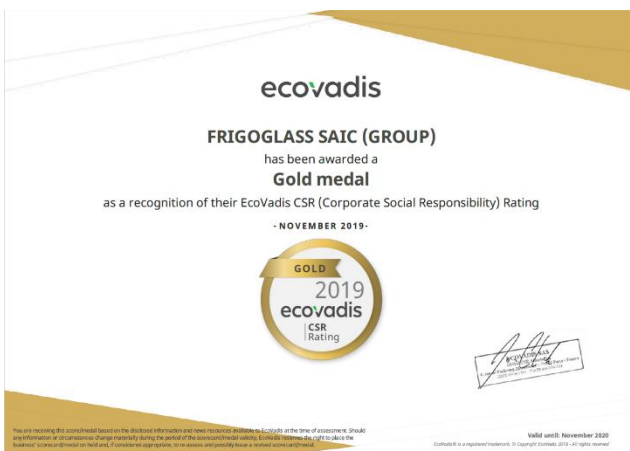 ecovadis
FRIGOGLASS SAIC (GROUP)
has been awarded a
Gold medal
as a recognition of their EcoVadis CSR (Corporate Social Responsibility) Rating
- NOVEMBER 2019-
GOLD
2019
ecovadis
CSR
Rating
ECOVADIS SAS
You are receiving this score/medal based on the disclosed information and news resources available to EcoVadis at the time of assessment. Should
any information or circumstances change materially during the period of the scorecard/medal validity, EcoVadis reserves the right to place the
business' scorecard/medal on hold and, if considered appropriate, to re-assess and possibly issue a revised scorecard/medal.
Valid until: November 2020
EcoVadis® is a registered trademark. © Copyright EcoVadis 2019 - All rights reserved